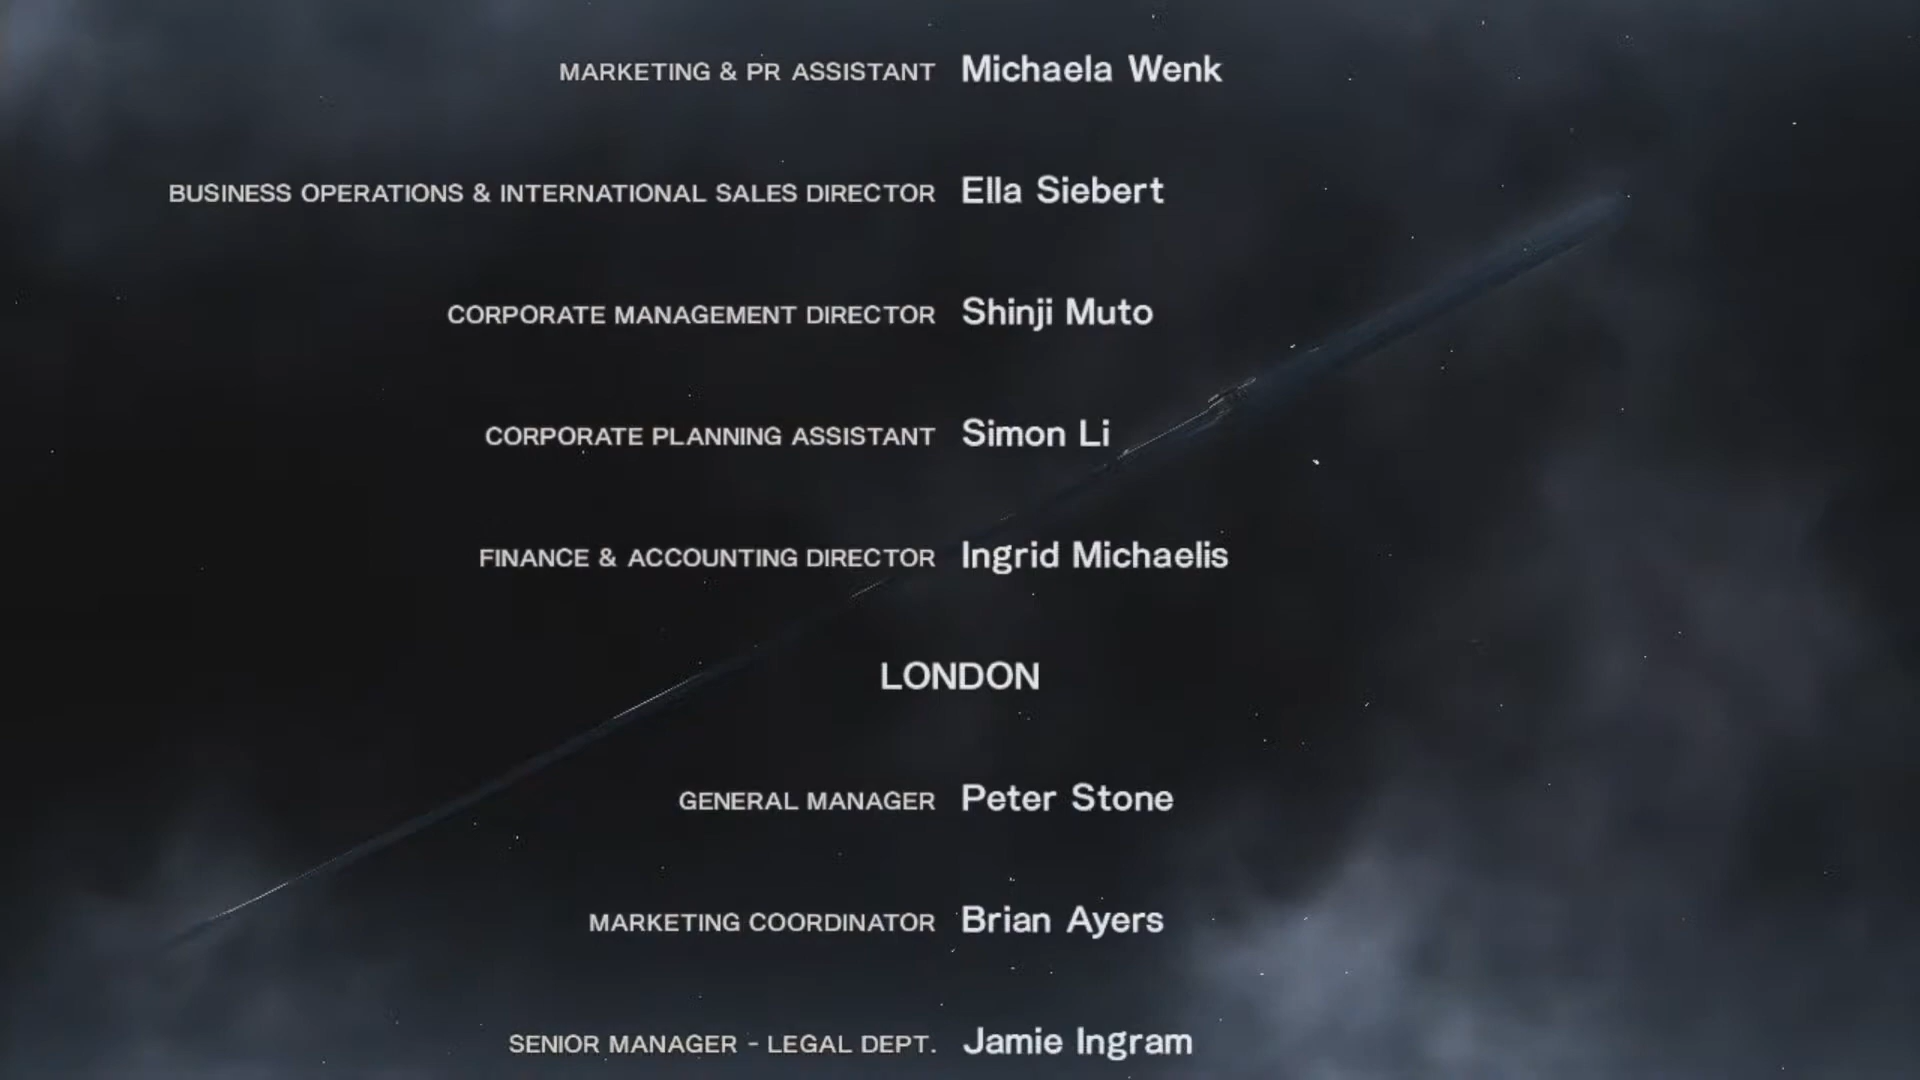 MARKETING & PR ASSISTANT Michaela Wenk
BUSINESS OPERATIONS & INTERNATIONAL SALES DIRECTOR Ella Siebert
CORPORATE MANAGEMENT DIRECTOR Shinji Muto
CORPORATE PLANNING ASSISTANT Simon Li
FINANCE & ACCOUNTING DIRECTOR Ingrid Michaelis
LONDON
GENERAL MANAGER Peter Stone
MARKETING COORDINATOR Brian Ayers
SENIOR MANAGER - LEGAL DEPT. Jamie Ingram